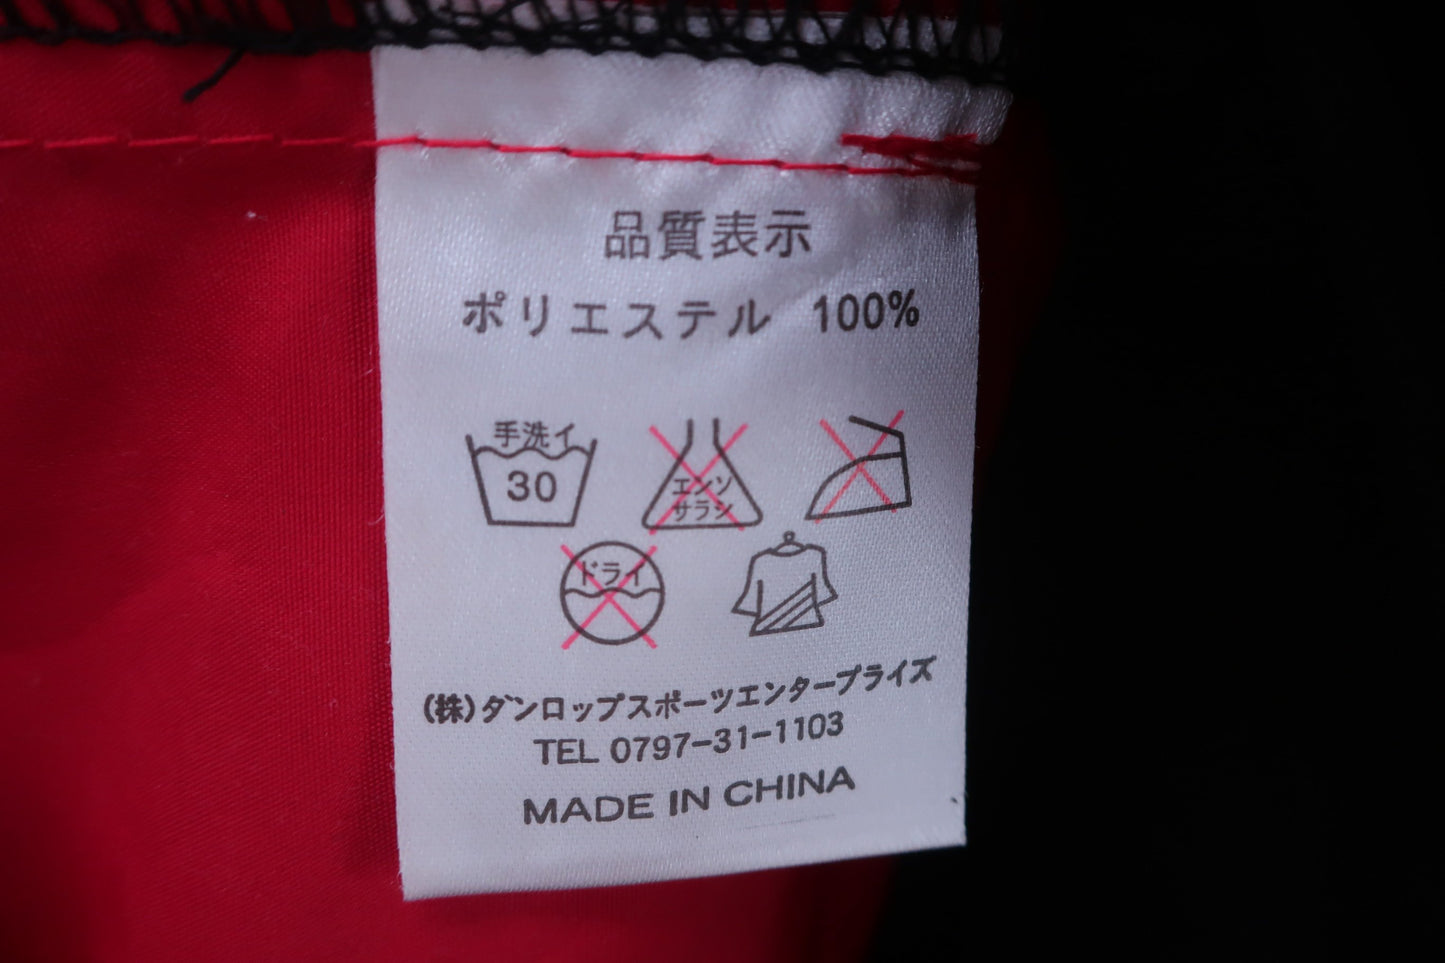 品質表示
ポリエステル 100%
手洗イ
30
エンソ
サラシ
ドライ
(株)ダンロップスポーツエンタープライズ
TEL 0797-31-1103
MADE IN CHINA